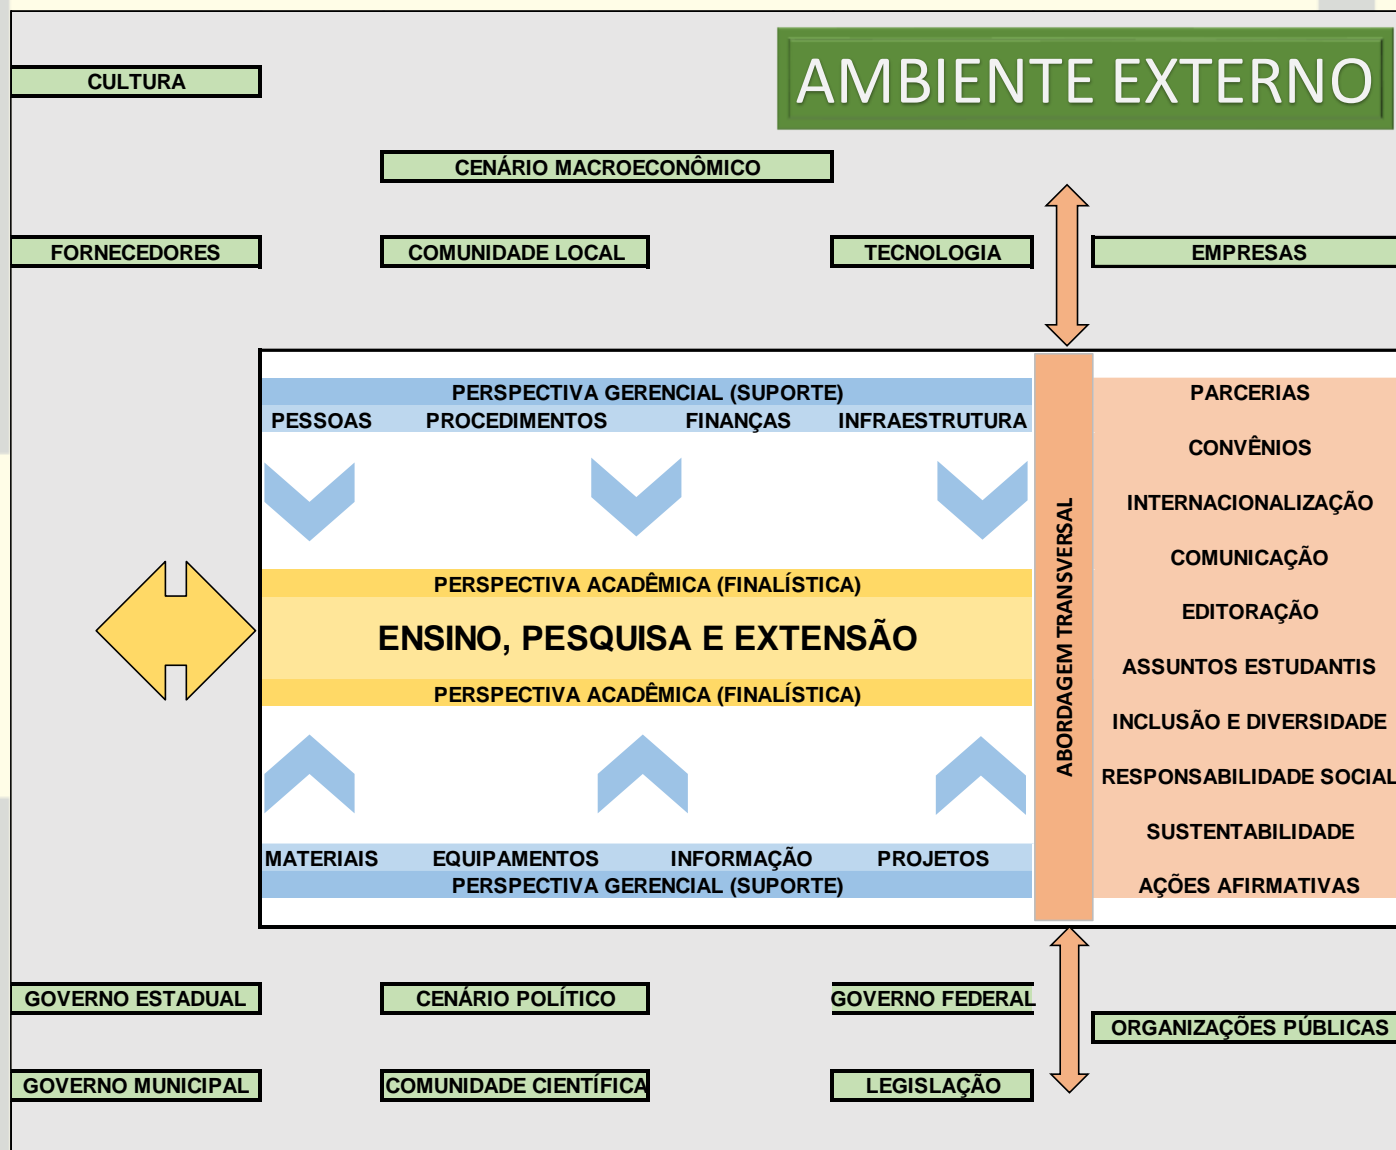 AMBIENTE EXTERNO
CULTURA
CENÁRIO MACROECONÔMICO
FORNECEDORES
COMUNIDADE LOCAL
TECNOLOGIA
EMPRESAS
PERSPECTIVA GERENCIAL (SUPORTE)
PESSOAS PROCEDIMENTOS FINANÇAS INFRAESTRUTURA
PERSPECTIVA ACADÊMICA (FINALÍSTICA)
ENSINO, PESQUISA E EXTENSÃO
PERSPECTIVA ACADÊMICA (FINALÍSTICA)
MATERIAIS EQUIPAMENTOS INFORMAÇÃO PROJETOS
PERSPECTIVA GERENCIAL (SUPORTE)
ABORDAGEM TRANSVERSAL
PARCERIAS
CONVÊNIOS
INTERNACIONALIZAÇÃO
COMUNICAÇÃO
EDITORAÇÃO
ASSUNTOS ESTUDANTIS
INCLUSÃO E DIVERSIDADE
RESPONSABILIDADE SOCIAL
SUSTENTABILIDADE
AÇÕES AFIRMATIVAS
GOVERNO ESTADUAL
CENÁRIO POLÍTICO
GOVERNO FEDERAL
ORGANIZAÇÕES PÚBLICAS
GOVERNO MUNICIPAL
COMUNIDADE CIENTÍFICA
LEGISLAÇÃO